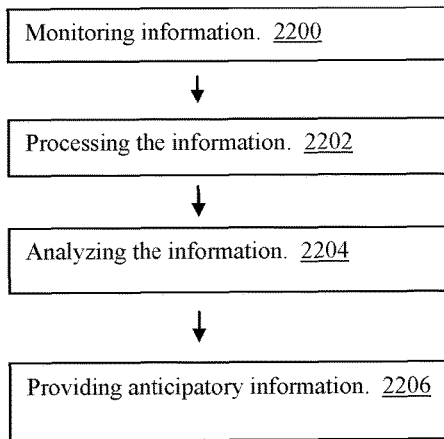 Monitoring information. 2200
Processing the information. 2202
Analyzing the information. 2204
Providing anticipatory information. 2206